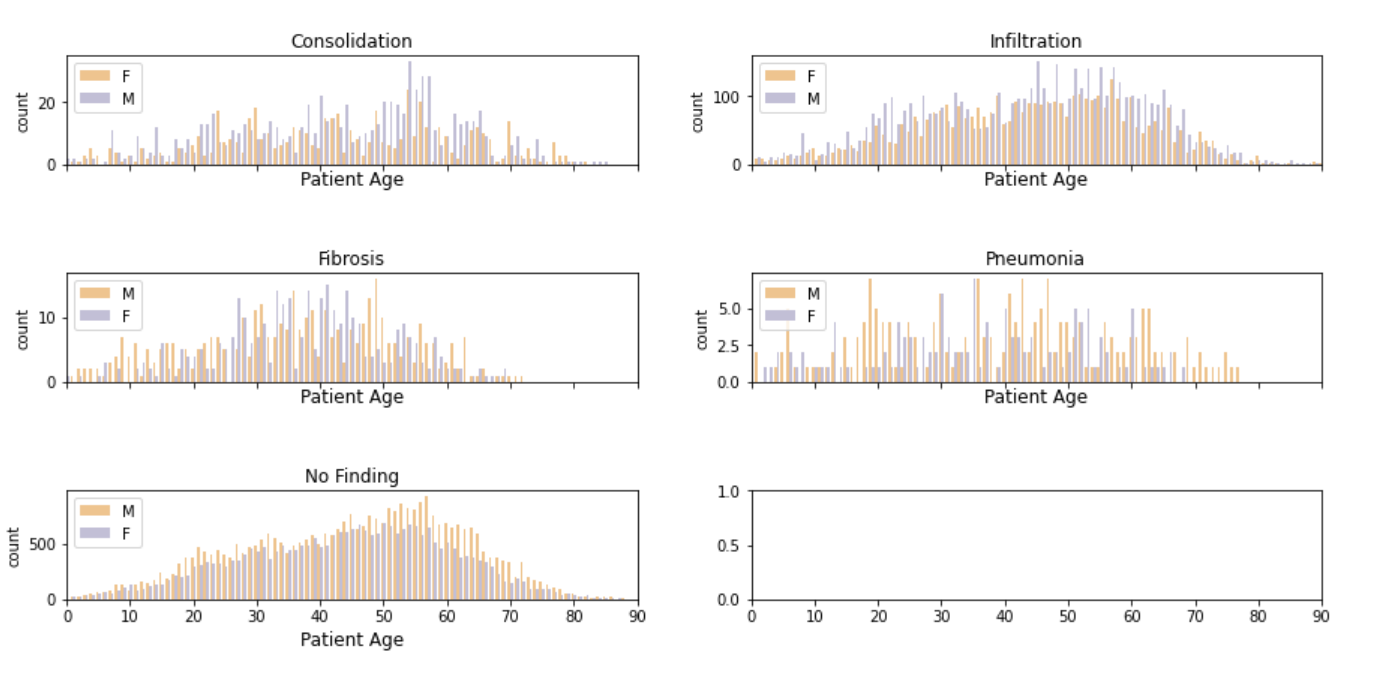 Consolidation
F
M
20
0
count
Patient Age
Infiltration
F
M
100
0
count
Patient Age
Fibrosis
M
F
10
0
count
Patient Age
Pneumonia
M
F
5.0
2.5
0.0
count
Patient Age
No Finding
M
F
500
0
count
0 10 20 30 40 50 60 70 80 90
Patient Age
1.0
0.5
0.0
0 10 20 30 40 50 60 70 80 90